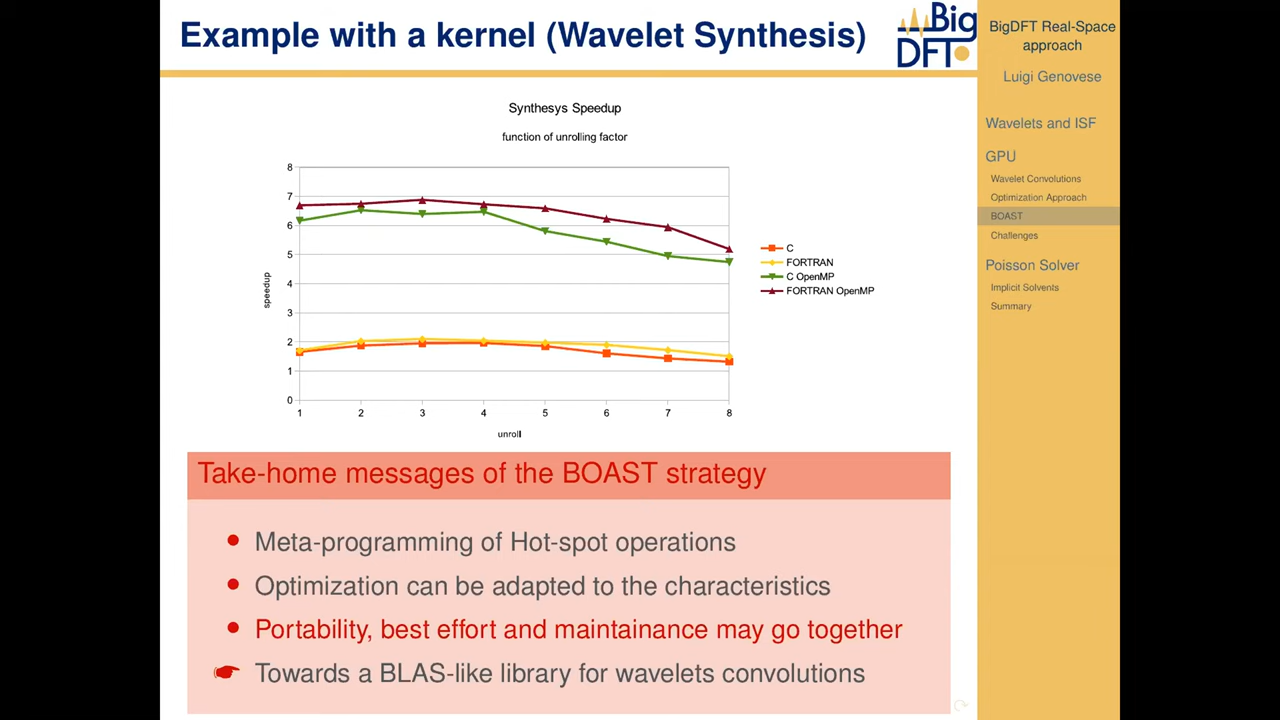 Example with a kernel (Wavelet Synthesis)
Big
DFT
BigDFT Real-Space
approach
Luigi Genovese
Wavelets and ISF
GPU
Wavelet Convolutions
Optimization Approach
BOAST
Challenges
Poisson Solver
Implicit Solvents
Summary
Synthesys Speedup
function of unrolling factor
8
7
6
5
4
3
2
1
0
speedup
1 2 3 4 5 6 7 8
unroll
C
FORTRAN
C OpenMP
FORTRAN OpenMP
Take-home messages of the BOAST strategy
Meta-programming of Hot-spot operations
Optimization can be adapted to the characteristics
Portability, best effort and maintainance may go together
Towards a BLAS-like library for wavelets convolutions